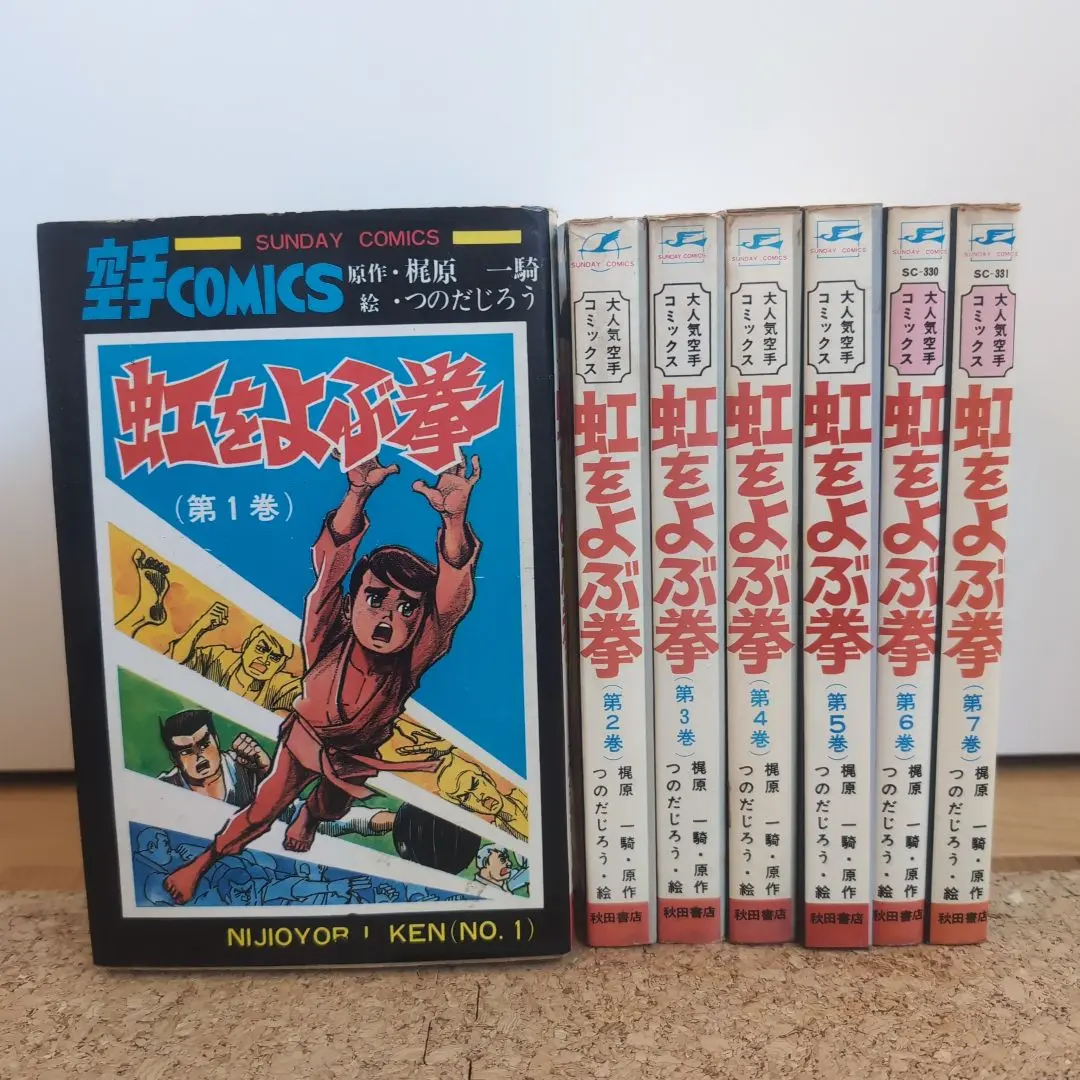 SUNDAY COMICS
空手COMICS
原作・梶原 一騎
絵・つのだじろう
虹をよぶ拳
(第1巻)
NIJIOYOR I KEN(NO.1)
SUNDAY COMICS
大人気空手
コミックス
虹をよぶ拳
(第2巻)
梶原 一騎・原作
つのだじろう・絵
秋田書店
SUNDAY COMICS
大人気空手
コミックス
虹をよぶ拳
(第3巻)
梶原 一騎・原作
つのだじろう・絵
秋田書店
SUNDAY COMICS
大人気空手
コミックス
虹をよぶ拳
(第4巻)
梶原 一騎・原作
つのだじろう・絵
秋田書店
SUNDAY COMICS
大人気空手
コミックス
虹をよぶ拳
(第5巻)
梶原 一騎・原作
つのだじろう・絵
秋田書店
SUNDAY COMICS
SC-330
大人気空手
コミックス
虹をよぶ拳
(第6巻)
梶原 一騎・原作
つのだじろう・絵
秋田書店
SUNDAY COMICS
SC-331
大人気空手
コミックス
虹をよぶ拳
(第7巻)
梶原 一騎・原作
つのだじろう・絵
秋田書店